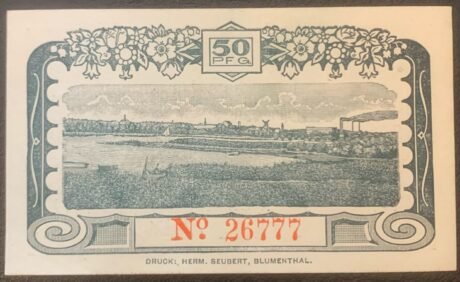 50
PFG.
No 26777
DRUCK: HERM. SEUBERT, BLUMENTHAL.